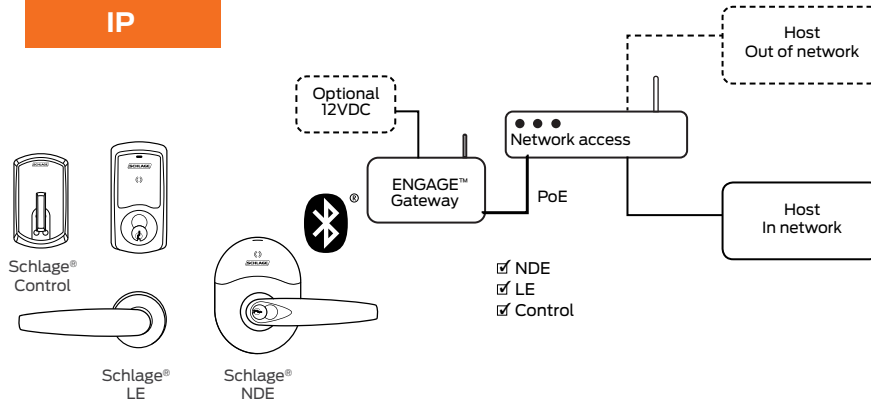 IP
Host
Out of network
Optional
12VDC
Network access
SCHLAGE
SCHLAGE
ENGAGE™
Gateway
PoE
®
Host
In network
SCHLAGE
Schlage®
Control
☑ NDE
☑ LE
☑ Control
Schlage®
LE
Schlage®
NDE